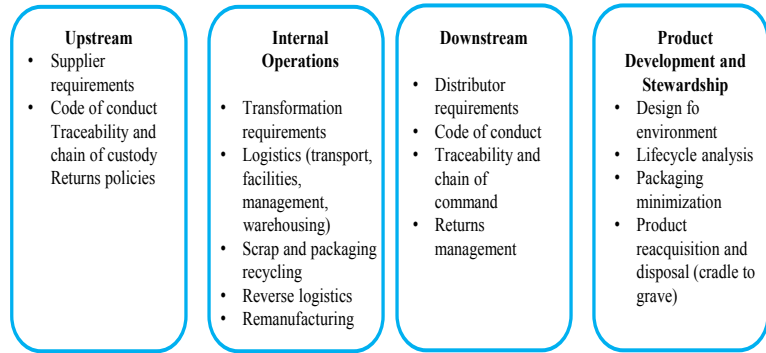 Upstream
• Supplier
requirements
• Code of conduct
Traceability and
chain of custody
Returns policies
Internal
Operations
• Transformation
requirements
• Logistics (transport,
facilities,
management,
warehousing)
• Scrap and packaging
recycling
• Reverse logistics
• Remanufacturing
Downstream
• Distributor
requirements
• Code of conduct
• Traceability and
chain of
command
• Returns
management
Product
Development and
Stewardship
• Design fo
environment
• Lifecycle analysis
• Packaging
minimization
• Product
reacquisition and
disposal (cradle to
grave)